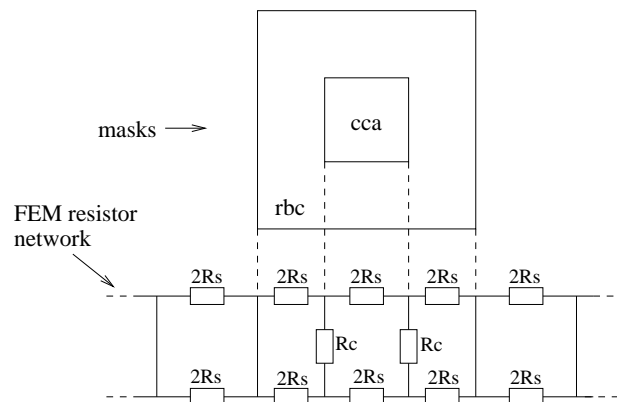 cca
masks
rbc
FEM resistor
network
2Rs 2Rs 2Rs 2Rs 2Rs
Rc Rc
2Rs 2Rs 2Rs 2Rs 2Rs